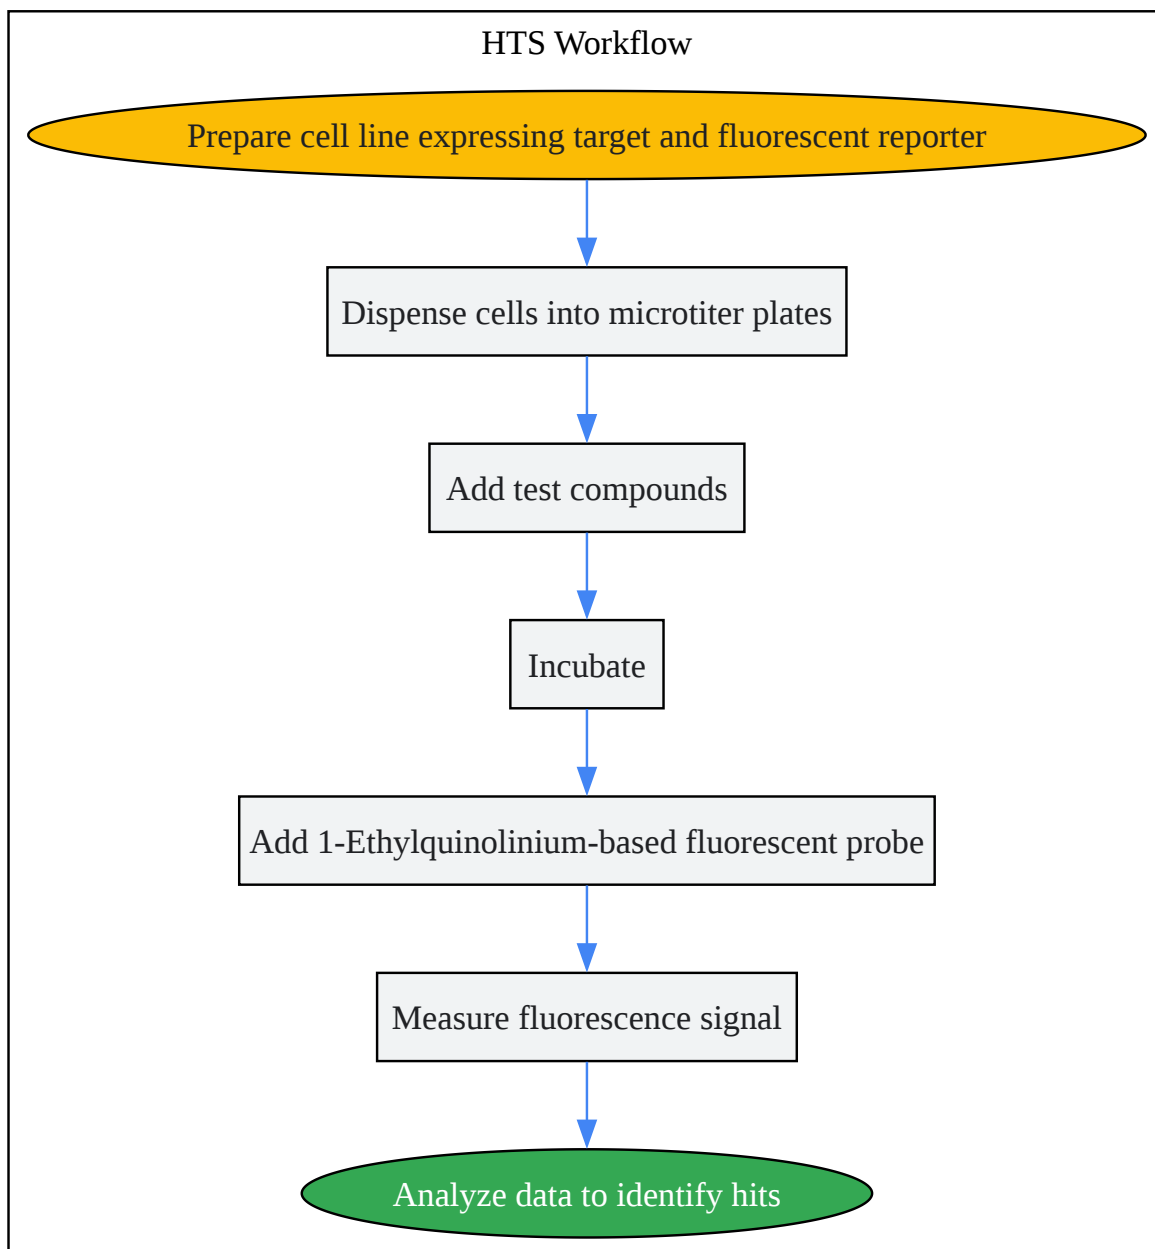 HTS Workflow
Prepare cell line expressing target and fluorescent reporter
Dispense cells into microtiter plates
Add test compounds
Incubate
Add 1-Ethylquinolinium-based fluorescent probe
Measure fluorescence signal
Analyze data to identify hits